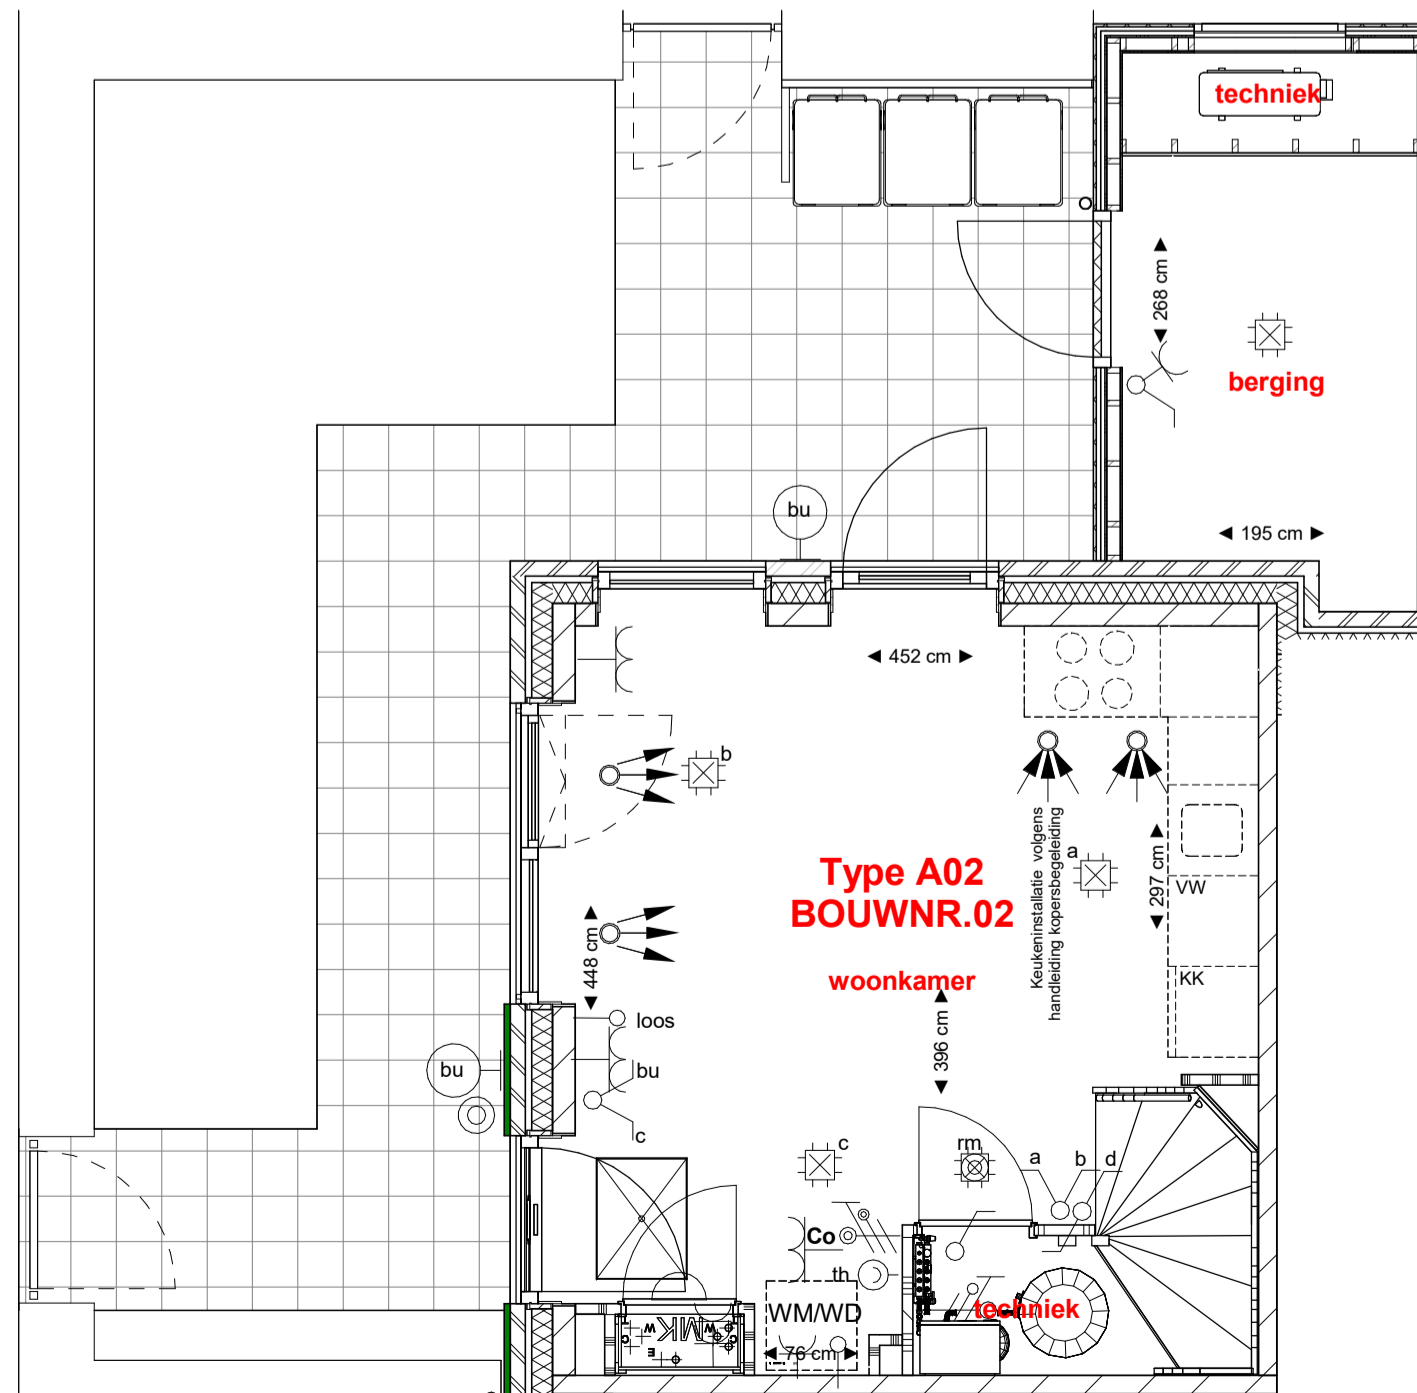 techniek
268 cm
berging
195 cm
bu
452 cm
b
Type A02
BOUWNR.02
woonkamer
Keukeninstallatie volgens
handleiding kopersbegeleiding
a
297 cm
VW
KK
448 cm
396 cm
loos
bu
bu
c
c
rm
a
b
d
Co
th
techniek
WM/WD
MK
W
W
C
C
E
76 cm